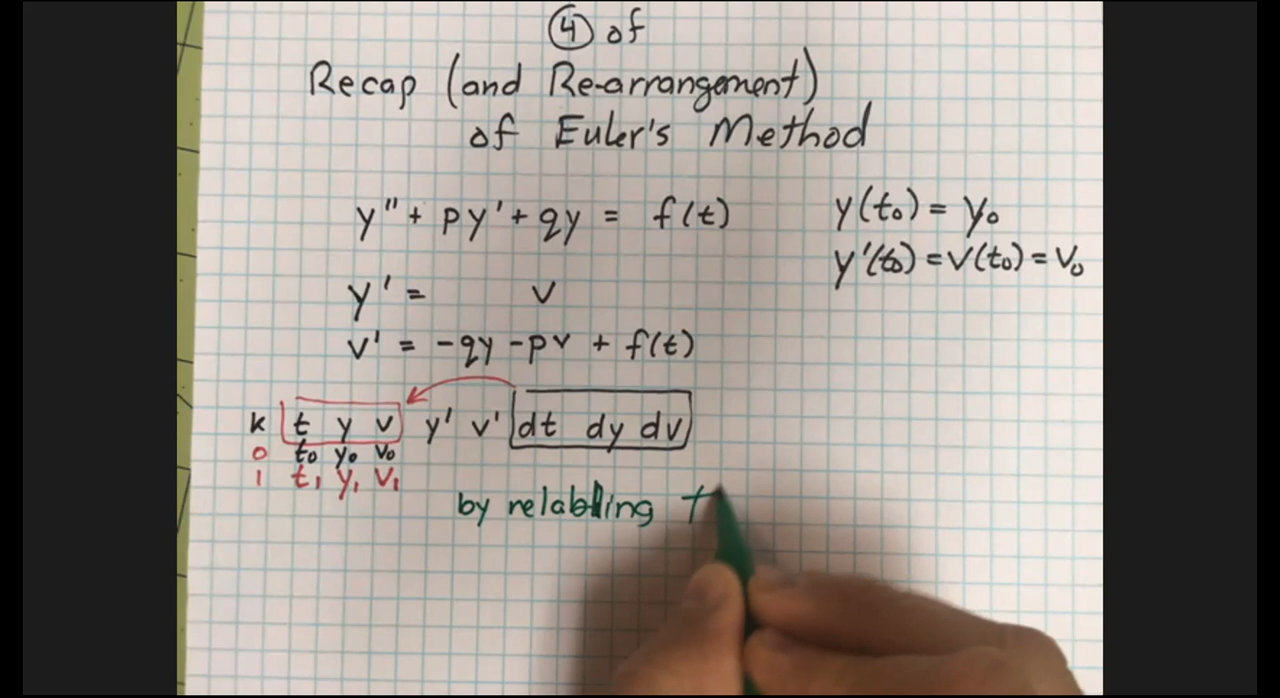 ④ of
Recap (and Re-arrangement)
of Euler's Method
y" + py' + qy = f(t)
y(t₀) = y₀
y'(t₀) = v(t₀) = v₀
y' = v
v' = -qy - pv + f(t)
k t y v y' v' dt dy dv
0 t₀ y₀ v₀
1 t₁ y₁ v₁
by relabling